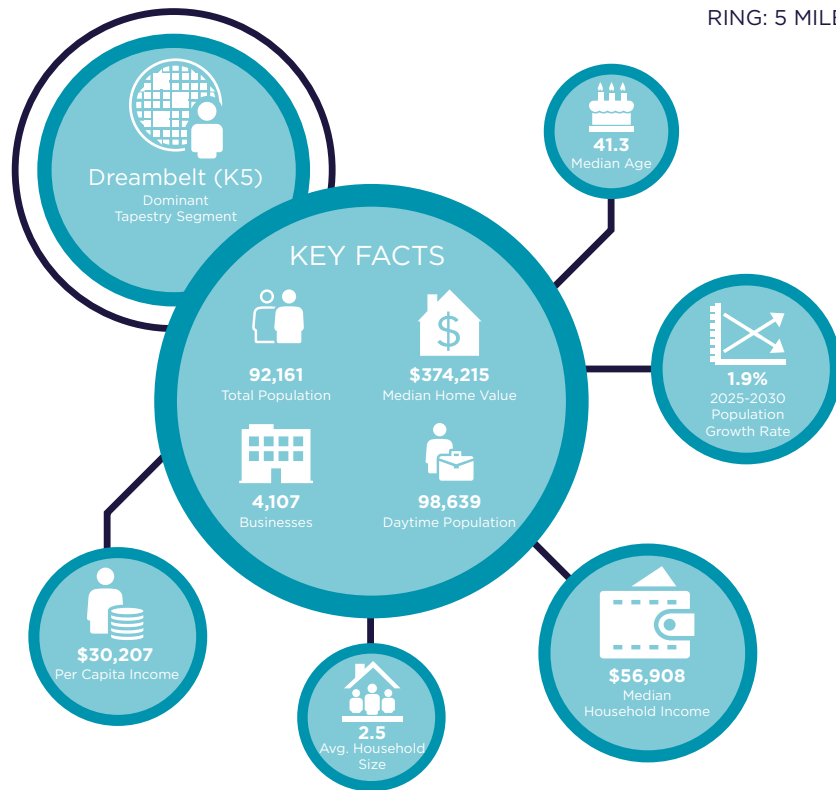 RING: 5 MILE
Dreambelt (K5)
Dominant
Tapestry Segment
41.3
Median Age
KEY FACTS
$
92,161
Total Population
$374,215
Median Home Value
4,107
Businesses
98,639
Daytime Population
1.9%
2025-2030
Population
Growth Rate
$30,207
Per Capita Income
2.5
Avg. Household
Size
$56,908
Median
Household Income